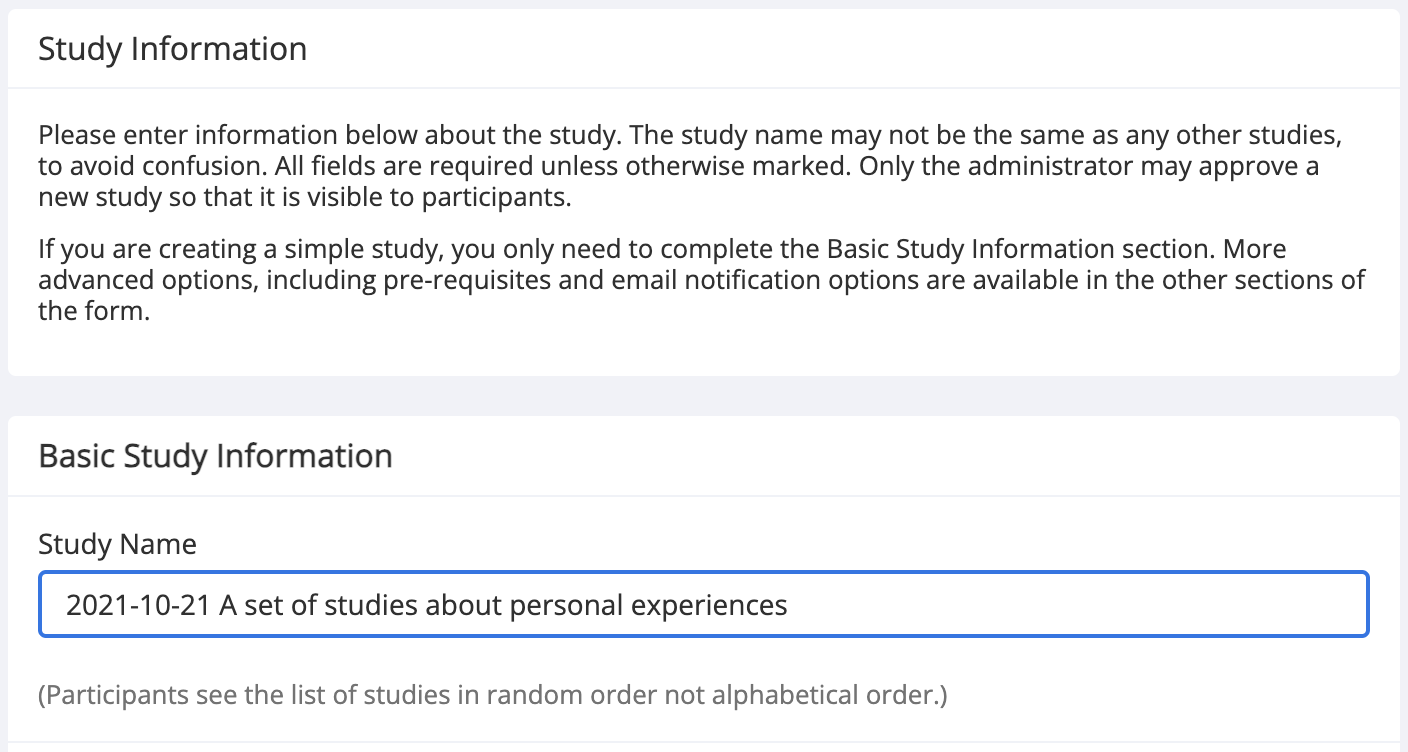 Study Information
Please enter information below about the study. The study name may not be the same as any other studies,
to avoid confusion. All fields are required unless otherwise marked. Only the administrator may approve a
new study so that it is visible to participants.
If you are creating a simple study, you only need to complete the Basic Study Information section. More
advanced options, including pre-requisites and email notification options are available in the other sections of
the form.
Basic Study Information
Study Name
2021-10-21 A set of studies about personal experiences
(Participants see the list of studies in random order not alphabetical order.)